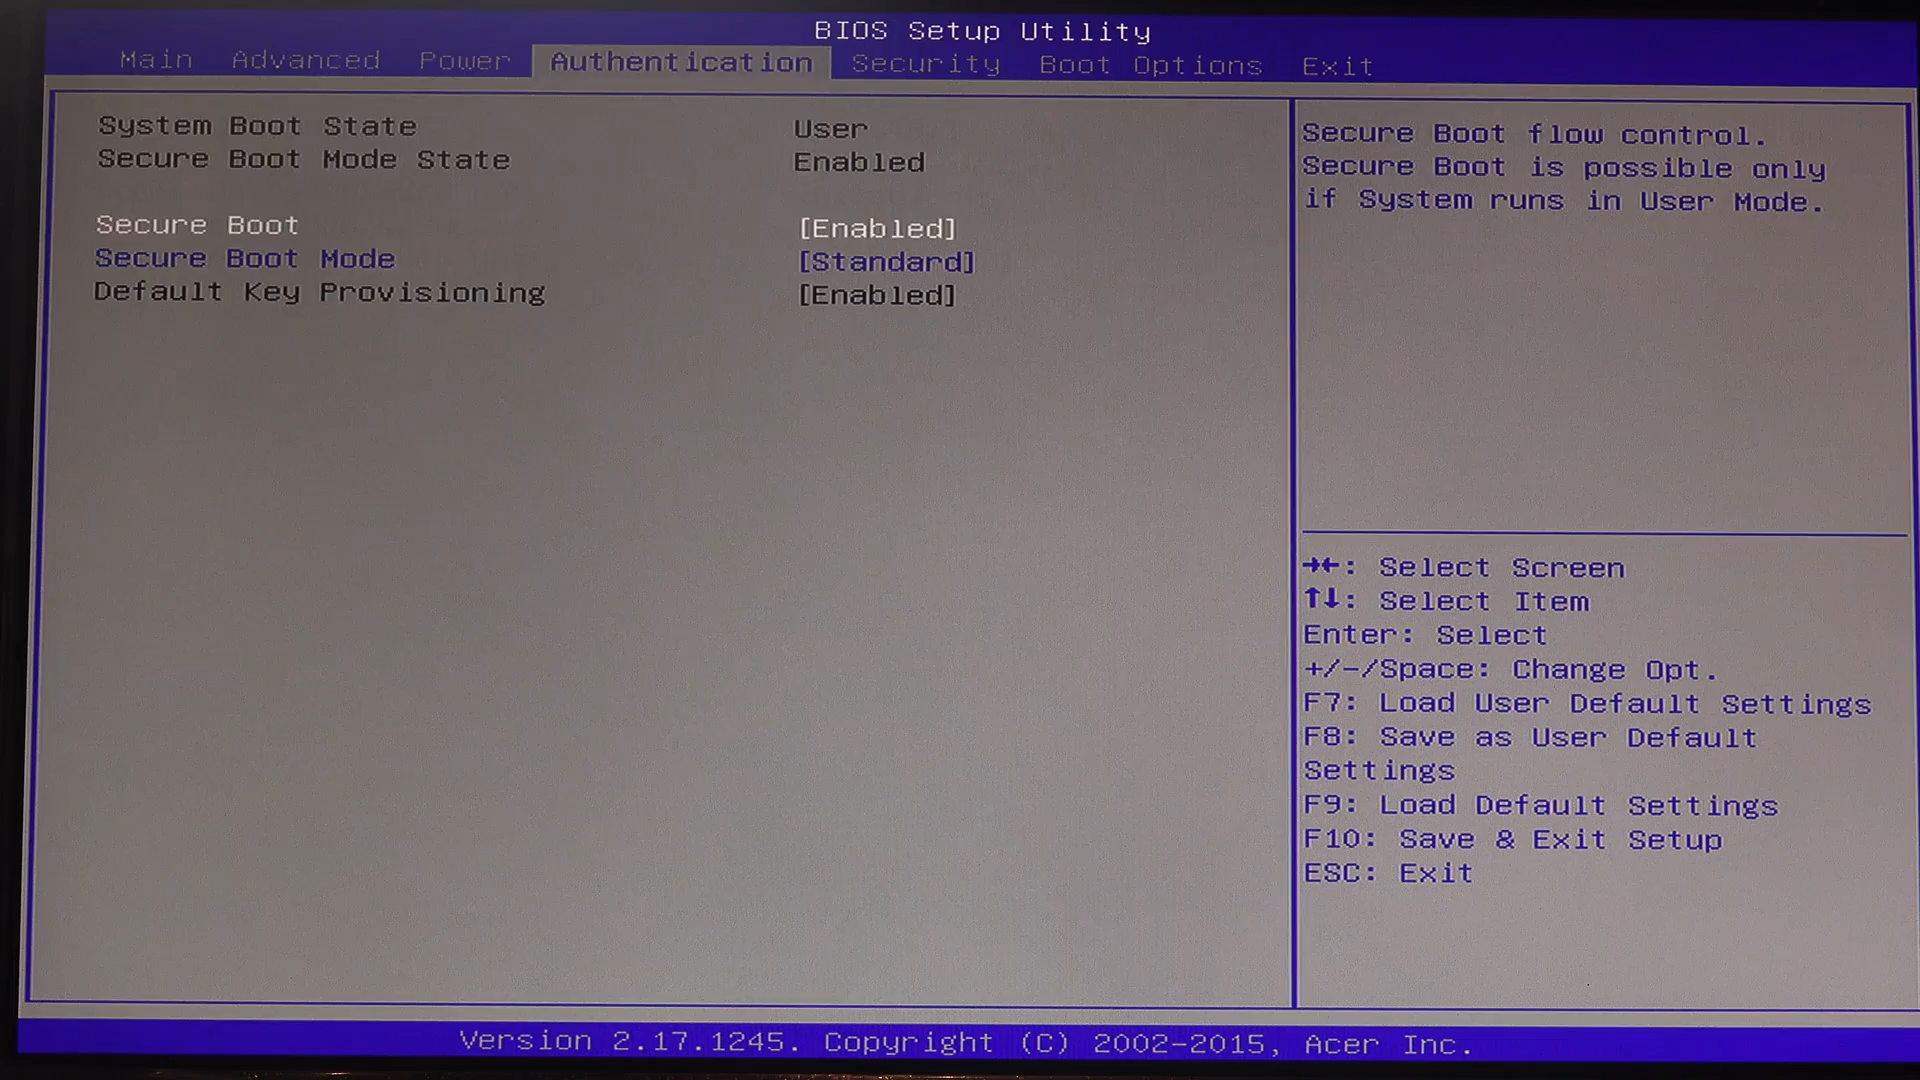 BIOS Setup Utility
Main Advanced Power Authentication Security Boot Options Exit
System Boot State User
Secure Boot Mode State Enabled
Secure Boot [Enabled]
Secure Boot Mode [Standard]
Default Key Provisioning [Enabled]
Secure Boot flow control.
Secure Boot is possible only
if System runs in User Mode.
→←: Select Screen
↑↓: Select Item
Enter: Select
+/-/Space: Change Opt.
F7: Load User Default Settings
F8: Save as User Default
Settings
F9: Load Default Settings
F10: Save & Exit Setup
ESC: Exit
Version 2.17.1245. Copyright (C) 2002-2015, Acer Inc.